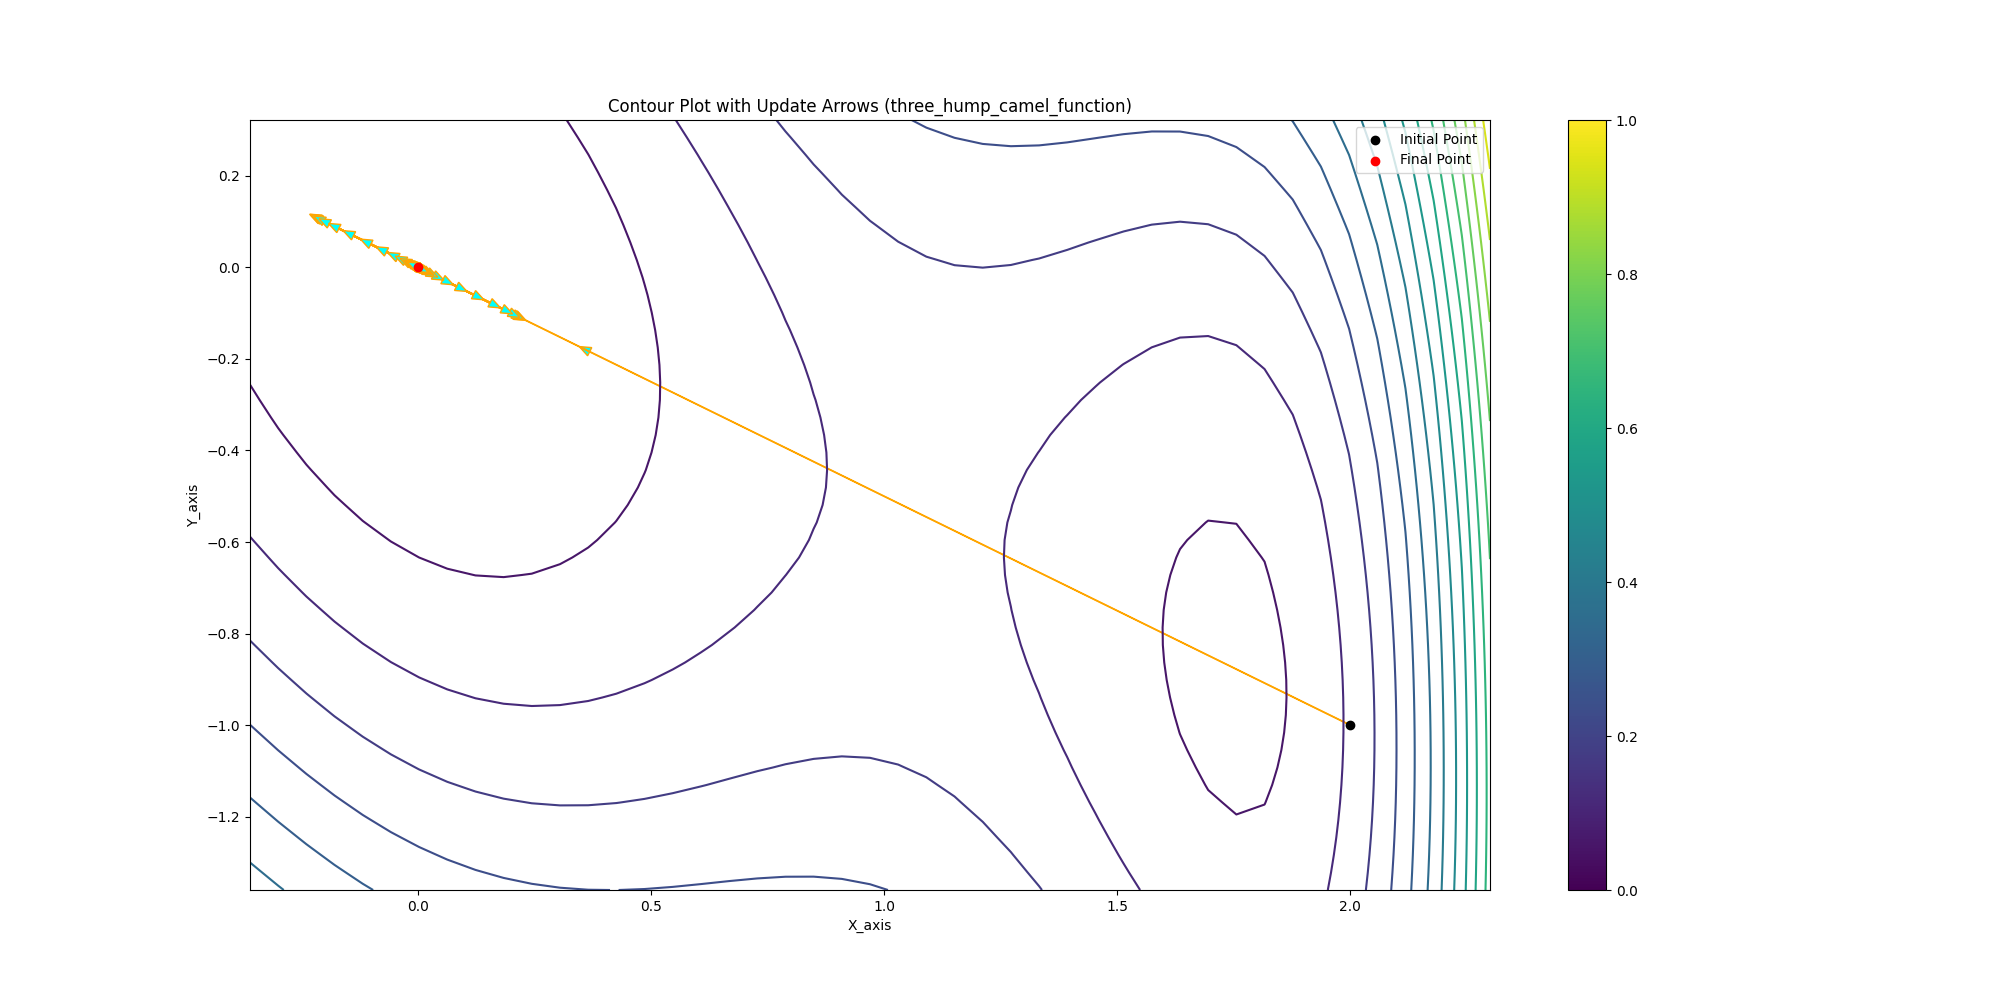 Contour Plot with Update Arrows (three_hump_camel_function)
Initial Point
Final Point
0.2
0.0
−0.2
−0.4
−0.6
−0.8
−1.0
−1.2
Y_axis
0.0 0.5 1.0 1.5 2.0
X_axis
1.0
0.8
0.6
0.4
0.2
0.0